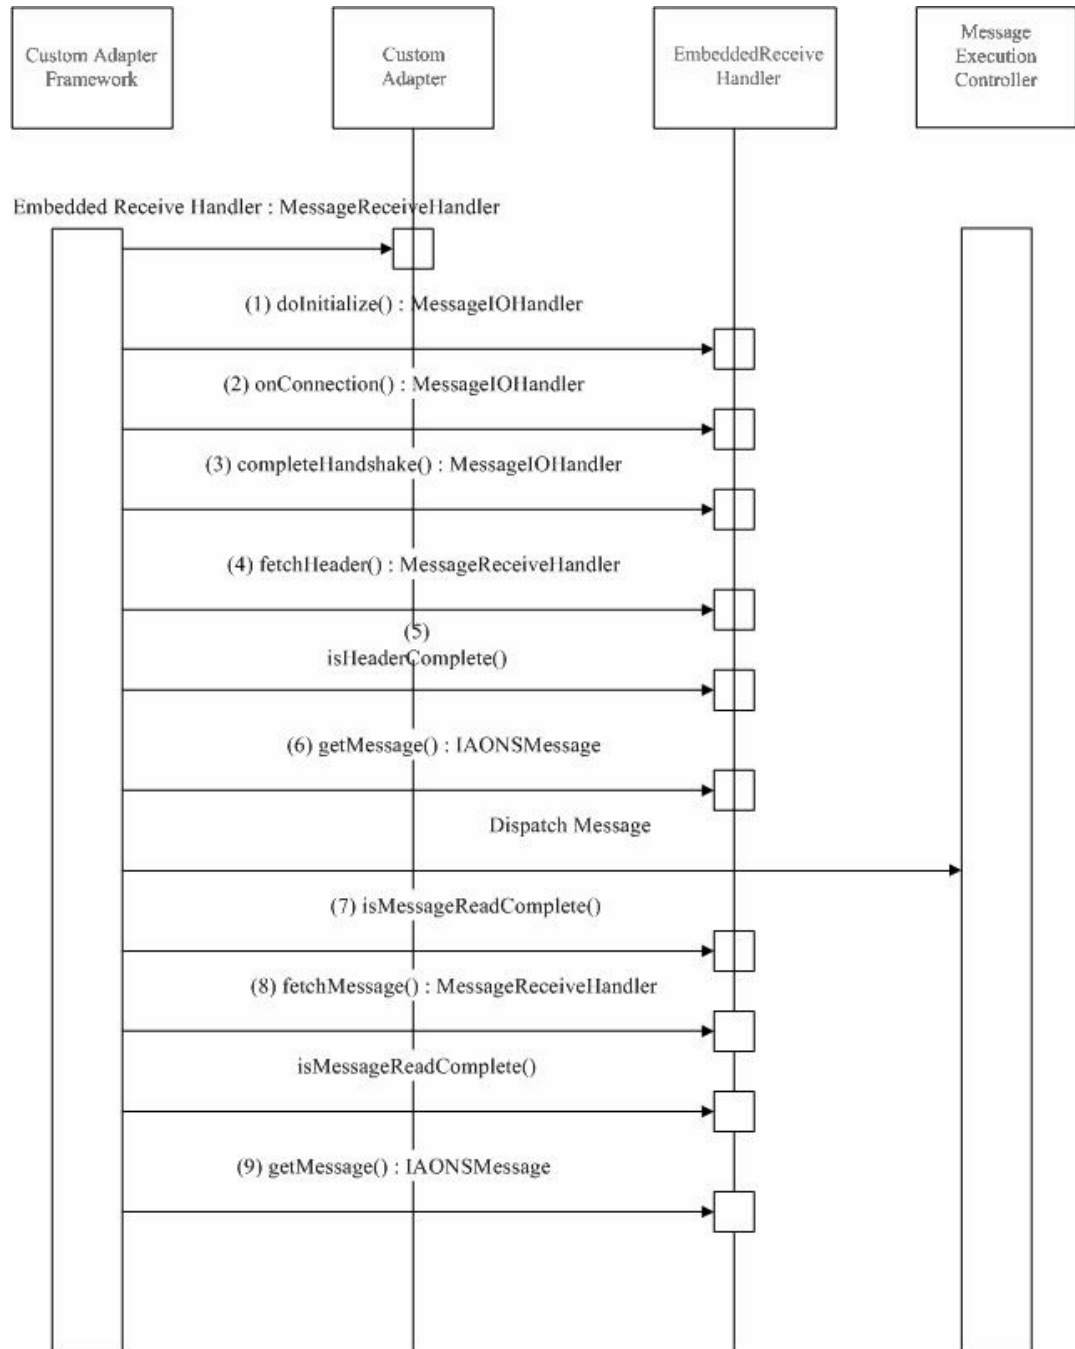 Custom Adapter
Framework
Custom
Adapter
EmbeddedReceive
Handler
Message
Execution
Controller
Embedded Receive Handler : MessageReceiveHandler
(1) doInitialize() : MessageIOHandler
(2) onConnection() : MessageIOHandler
(3) completeHandshake() : MessageIOHandler
(4) fetchHeader() : MessageReceiveHandler
(5)
isHeaderComplete()
(6) getMessage() : IAONSMessage
Dispatch Message
(7) isMessageReadComplete()
(8) fetchMessage() : MessageReceiveHandler
isMessageReadComplete()
(9) getMessage() : IAONSMessage